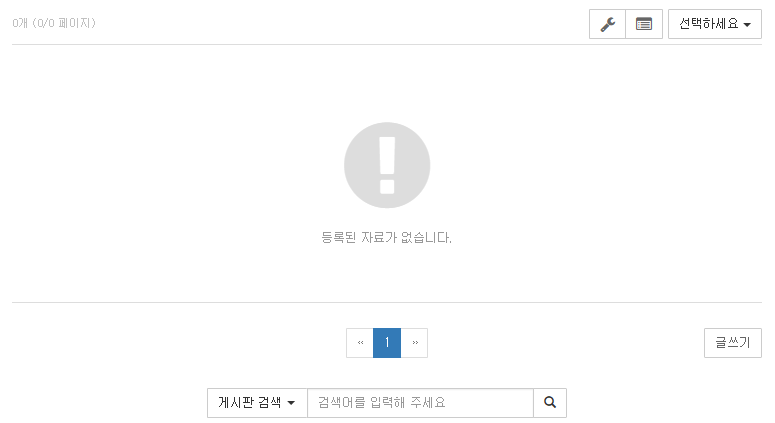 0개 (0/0 페이지)
선택하세요
등록된 자료가 없습니다.
« 1 »
글쓰기
게시판 검색 검색어를 입력해 주세요